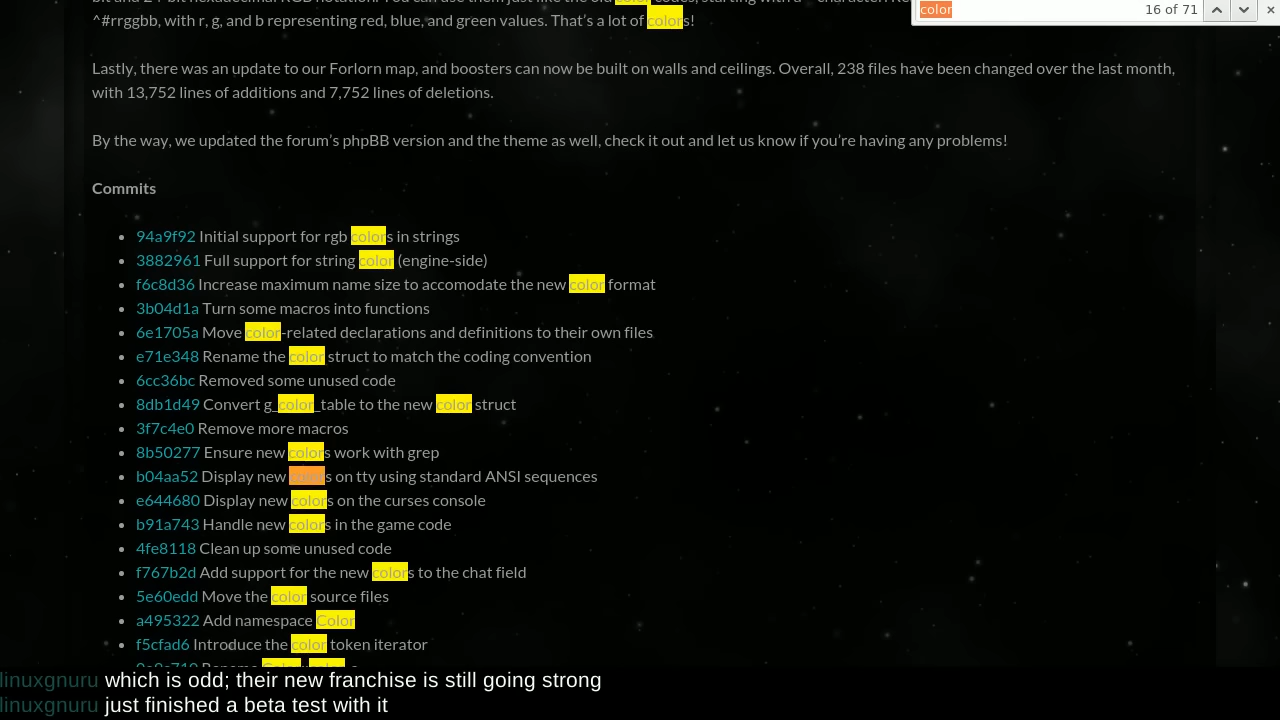 color 16 of 71
^#rrggbb, with r, g, and b representing red, blue, and green values. That’s a lot of colors!
Lastly, there was an update to our Forlorn map, and boosters can now be built on walls and ceilings. Overall, 238 files have been changed over the last month,
with 13,752 lines of additions and 7,752 lines of deletions.
By the way, we updated the forum’s phpBB version and the theme as well, check it out and let us know if you’re having any problems!
Commits
94a9f92 Initial support for rgb colors in strings
3882961 Full support for string color (engine-side)
f6c8d36 Increase maximum name size to accomodate the new color format
3b04d1a Turn some macros into functions
6e1705a Move color-related declarations and definitions to their own files
e71e348 Rename the color struct to match the coding convention
6cc36bc Removed some unused code
8db1d49 Convert g_color_table to the new color struct
3f7c4e0 Remove more macros
8b50277 Ensure new colors work with grep
b04aa52 Display new colors on tty using standard ANSI sequences
e644680 Display new colors on the curses console
b91a743 Handle new colors in the game code
4fe8118 Clean up some unused code
f767b2d Add support for the new colors to the chat field
5e60edd Move the color source files
a495322 Add namespace Color
f5cfad6 Introduce the color token iterator
linuxgnuru which is odd; their new franchise is still going strong
linuxgnuru just finished a beta test with it